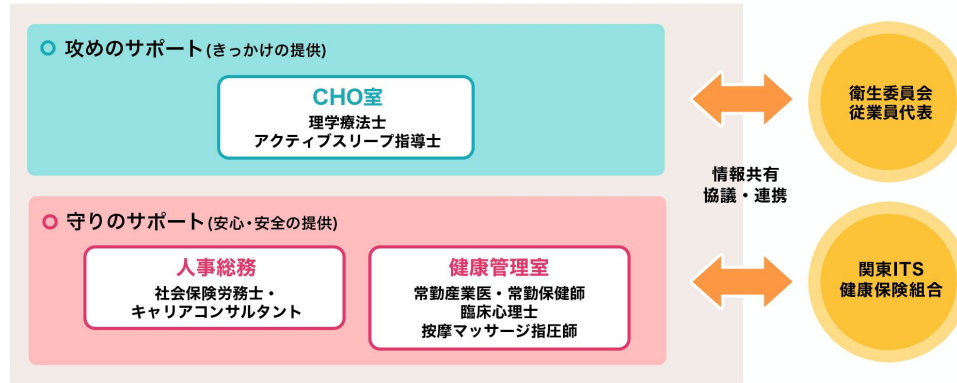 攻めのサポート(きっかけの提供)
CHO室
理学療法士
アクティブスリープ指導士
守りのサポート(安心・安全の提供)
人事総務
社会保険労務士・
キャリアコンサルタント
健康管理室
常勤産業医・常勤保健師
臨床心理士
按摩マッサージ指圧師
情報共有
協議・連携
衛生委員会
従業員代表
関東ITS
健康保険組合